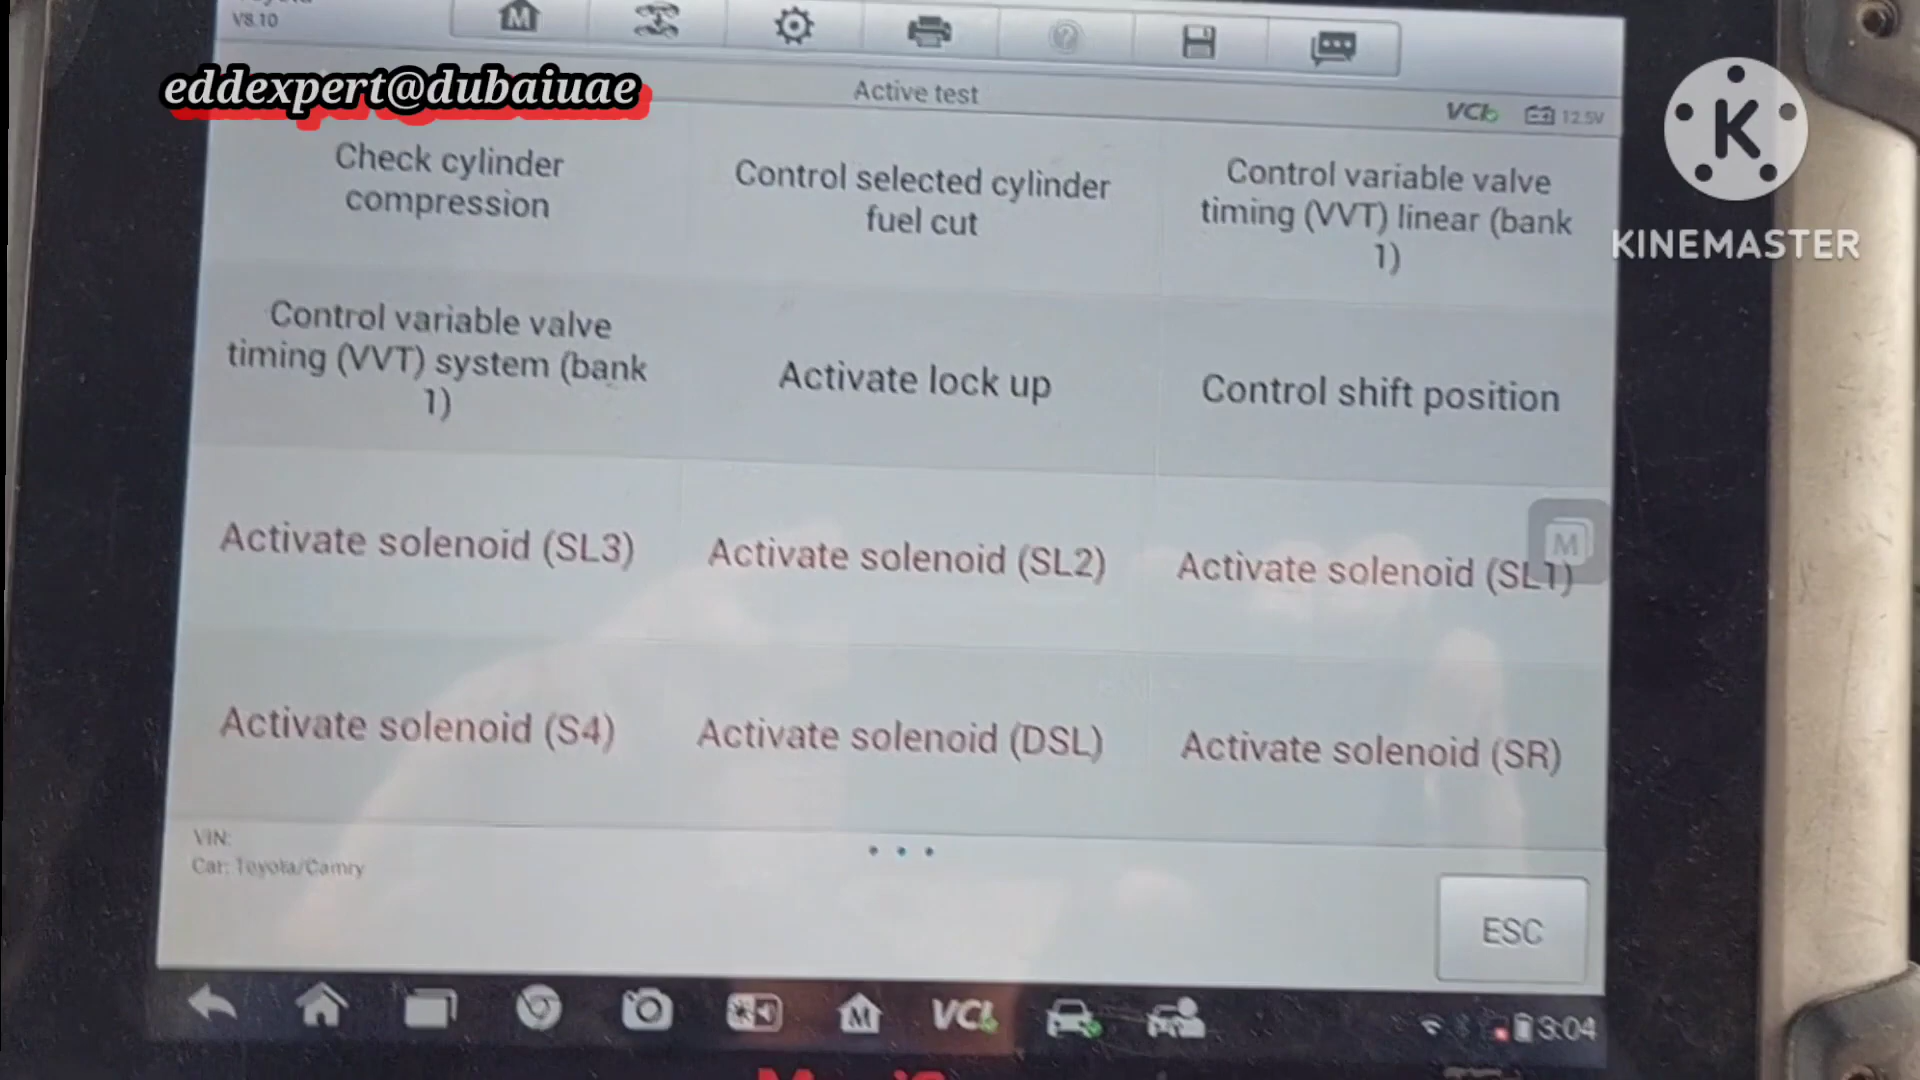 V8.10
M
eddexpert@dubaiuae
Active test
VCI
12.5V
K
KINEMASTER
Check cylinder
compression
Control selected cylinder
fuel cut
Control variable valve
timing (VVT) linear (bank
1)
Control variable valve
timing (VVT) system (bank
1)
Activate lock up
Control shift position
Activate solenoid (SL3)
Activate solenoid (SL2)
Activate solenoid (SL1)
M
Activate solenoid (S4)
Activate solenoid (DSL)
Activate solenoid (SR)
VIN:
Car: Toyota/Camry
ESC
M
VCI
3:04